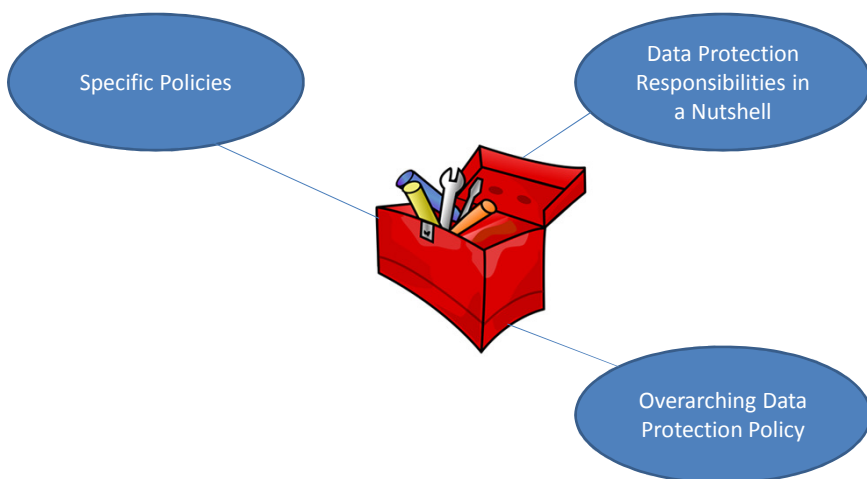 Specific Policies
Data Protection
Responsibilities in
a Nutshell
Overarching Data
Protection Policy